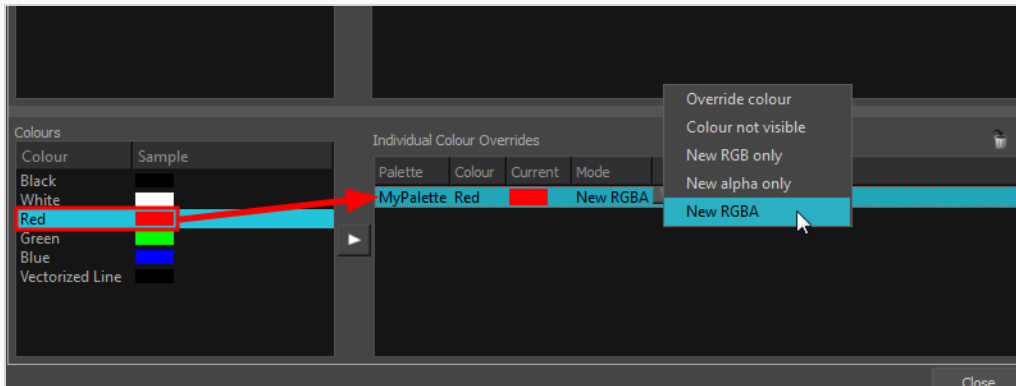 Colours
Colour Sample
Black
White
Red
Green
Blue
Vectorized Line
Individual Colour Overrides
Palette Colour Current Mode
MyPalette Red New RGBA
Override colour
Colour not visible
New RGB only
New alpha only
New RGBA
Close